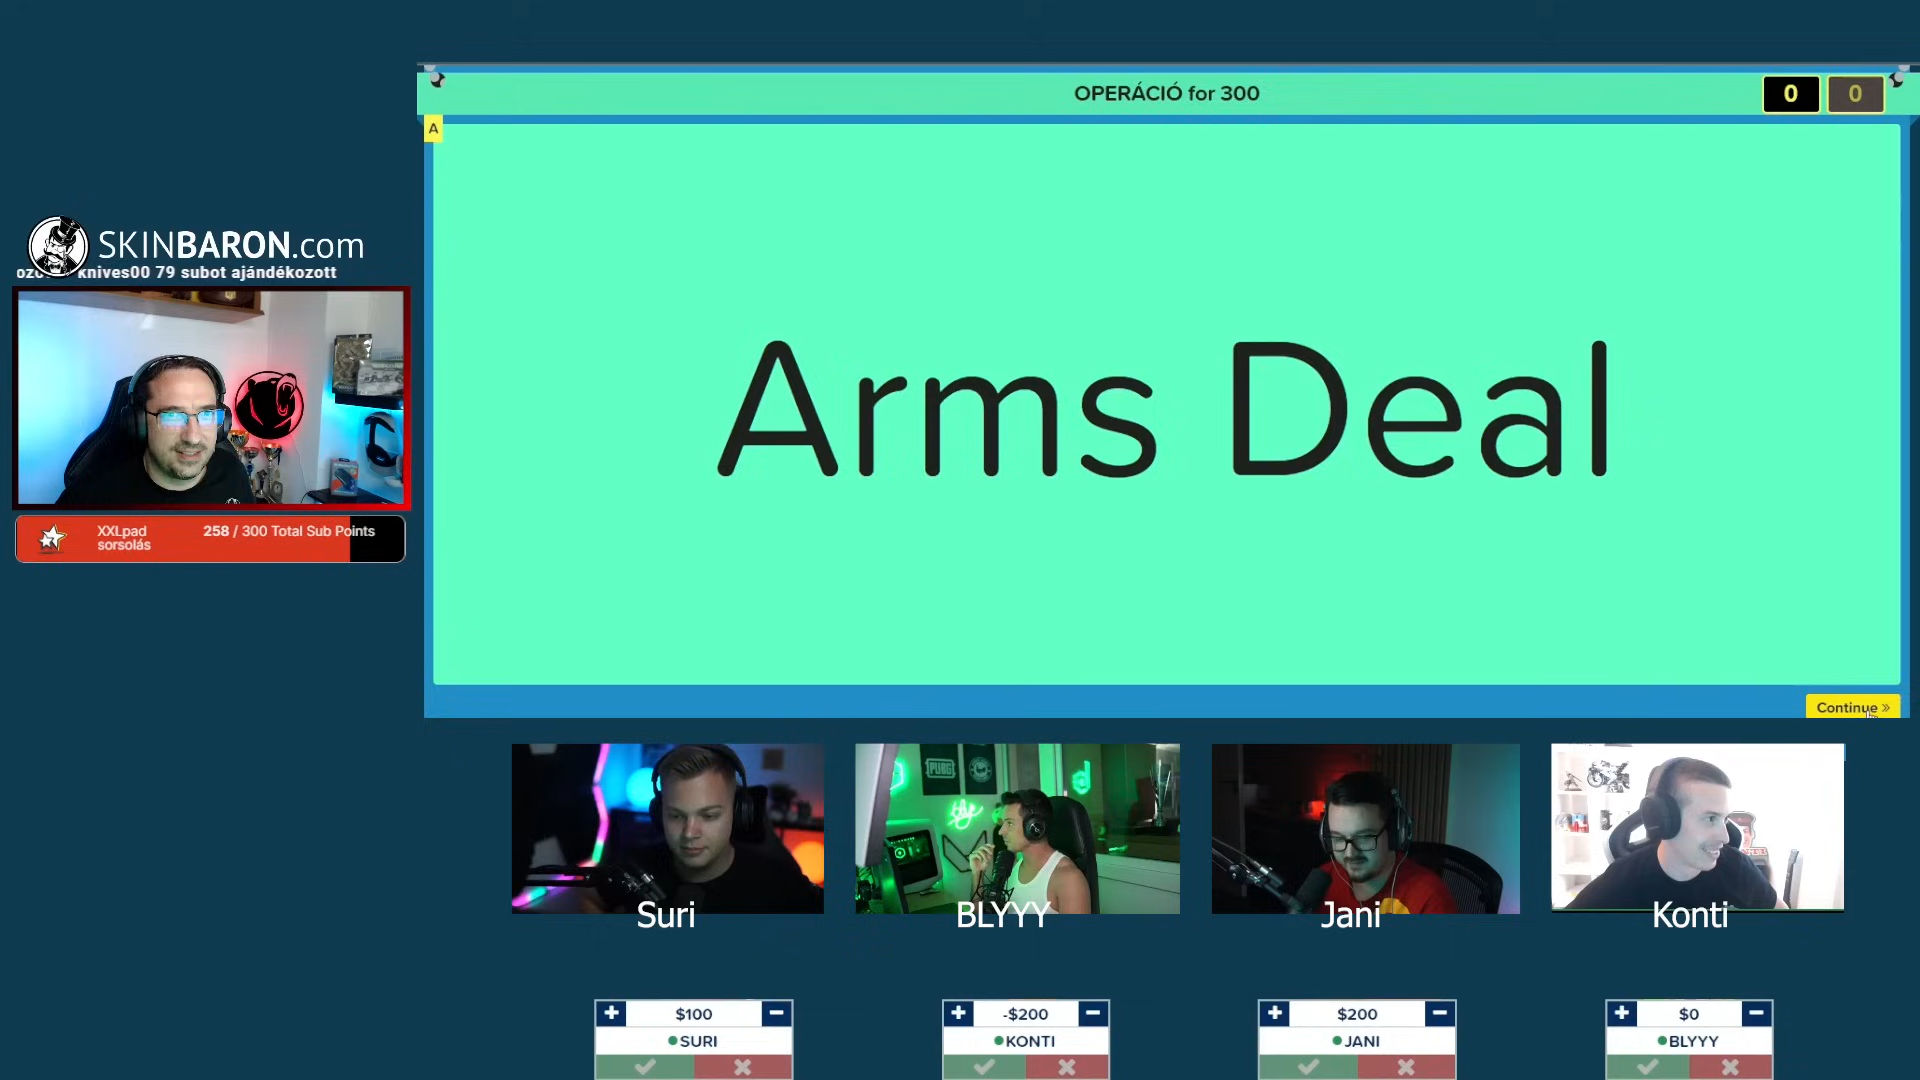 OPERÁCIÓ for 300
0
0
A
Arms Deal
SKINBARON.com
knives00 79 subot ajándékozott
XXLpad
sorsolás
258 / 300 Total Sub Points
Continue »
PUBG
Suri
BLYYY
Jani
Konti
$100
SURI
-$200
KONTI
$200
JANI
$0
BLYYY